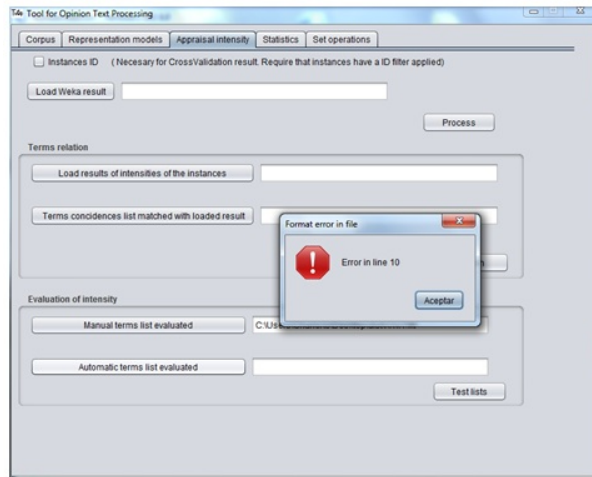 Tool for Opinion Text Processing
Corpus Representation models Appraisal intensity Statistics Set operations
Instances ID ( Necesary for CrossValidation result. Require that instances have a ID filter applied)
Load Weka result
Process
Terms relation
Load results of intensities of the instances
Terms concidences list matched with loaded result
Format error in file
Error in line 10
Aceptar
Evaluation of intensity
Manual terms list evaluated
Automatic terms list evaluated
Test lists